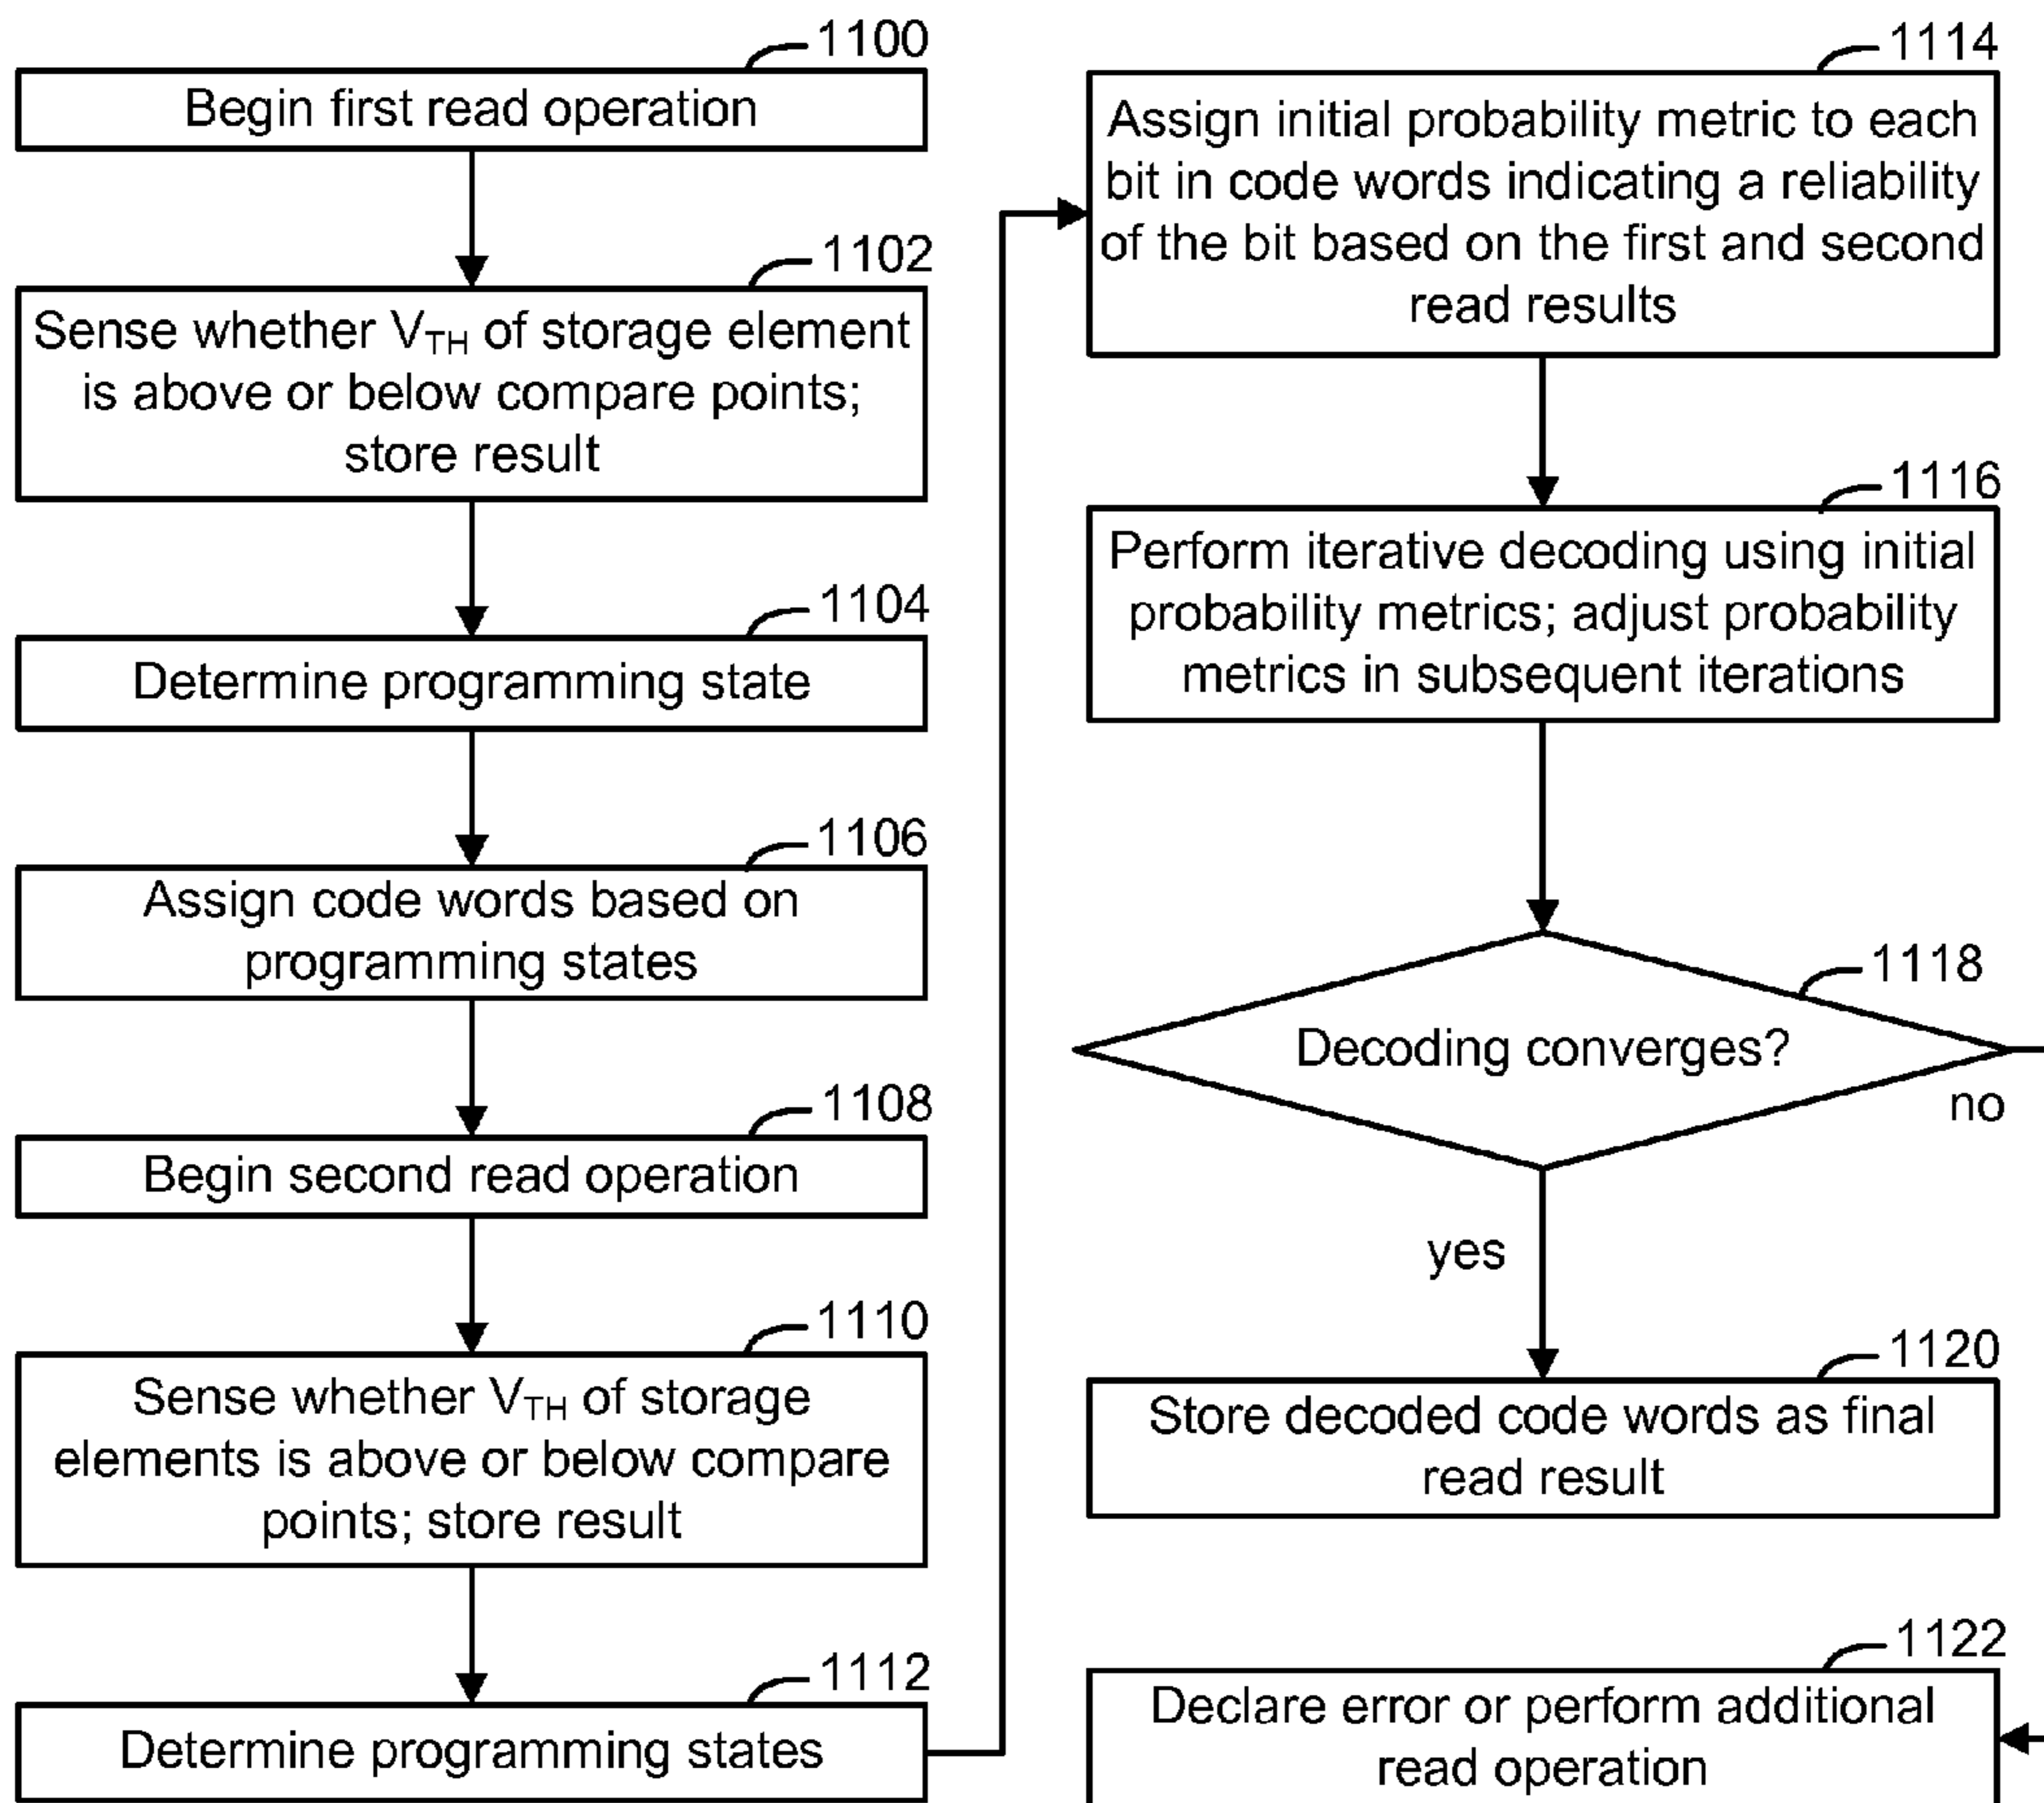 1100
Begin first read operation
1102
Sense whether VTH of storage element
is above or below compare points;
store result
1104
Determine programming state
1106
Assign code words based on
programming states
1108
Begin second read operation
1110
Sense whether VTH of storage
elements is above or below compare
points; store result
1112
Determine programming states
1114
Assign initial probability metric to each
bit in code words indicating a reliability
of the bit based on the first and second
read results
1116
Perform iterative decoding using initial
probability metrics; adjust probability
metrics in subsequent iterations
1118
Decoding converges?
no
yes
1120
Store decoded code words as final
read result
1122
Declare error or perform additional
read operation